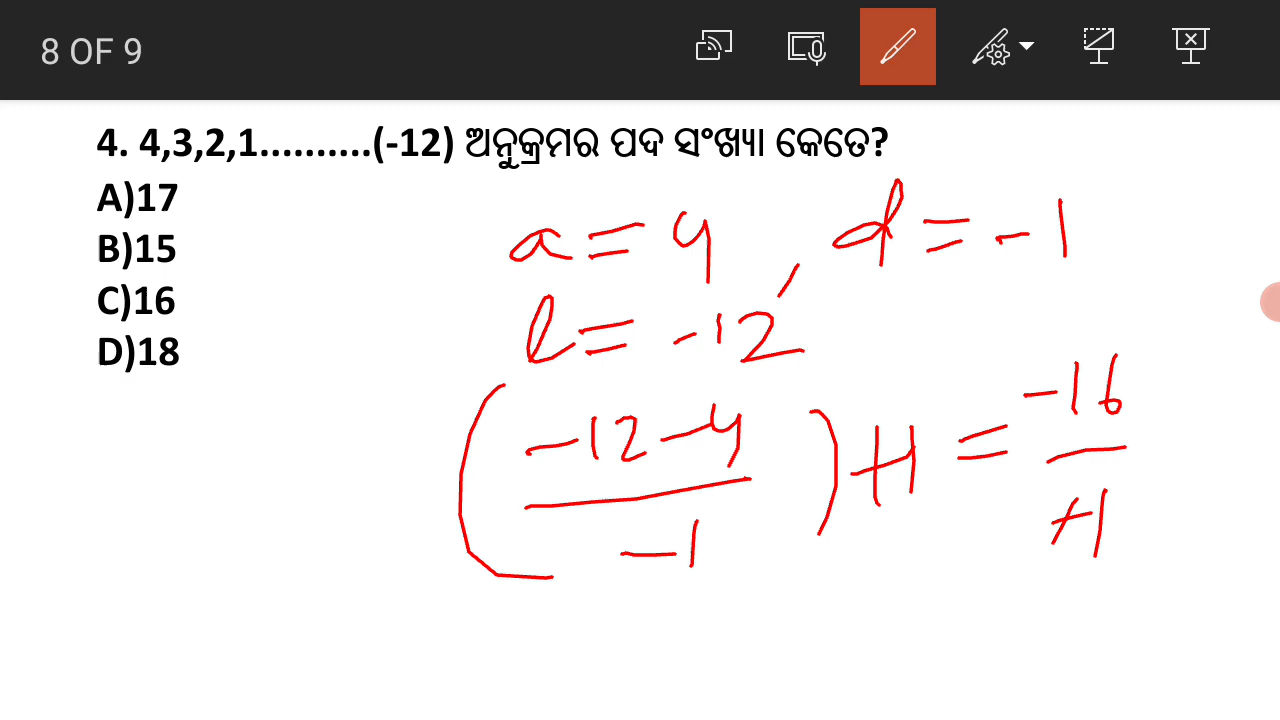 8 OF 9
4. 4,3,2,1..........(-12) ଅନୁକ୍ରମର ପଦ ସଂଖ୍ୟା କେତେ?
A)17
B)15
C)16
D)18
a = 4, d = -1
l = -12
(-12-4/-1)+1 = -16/+1